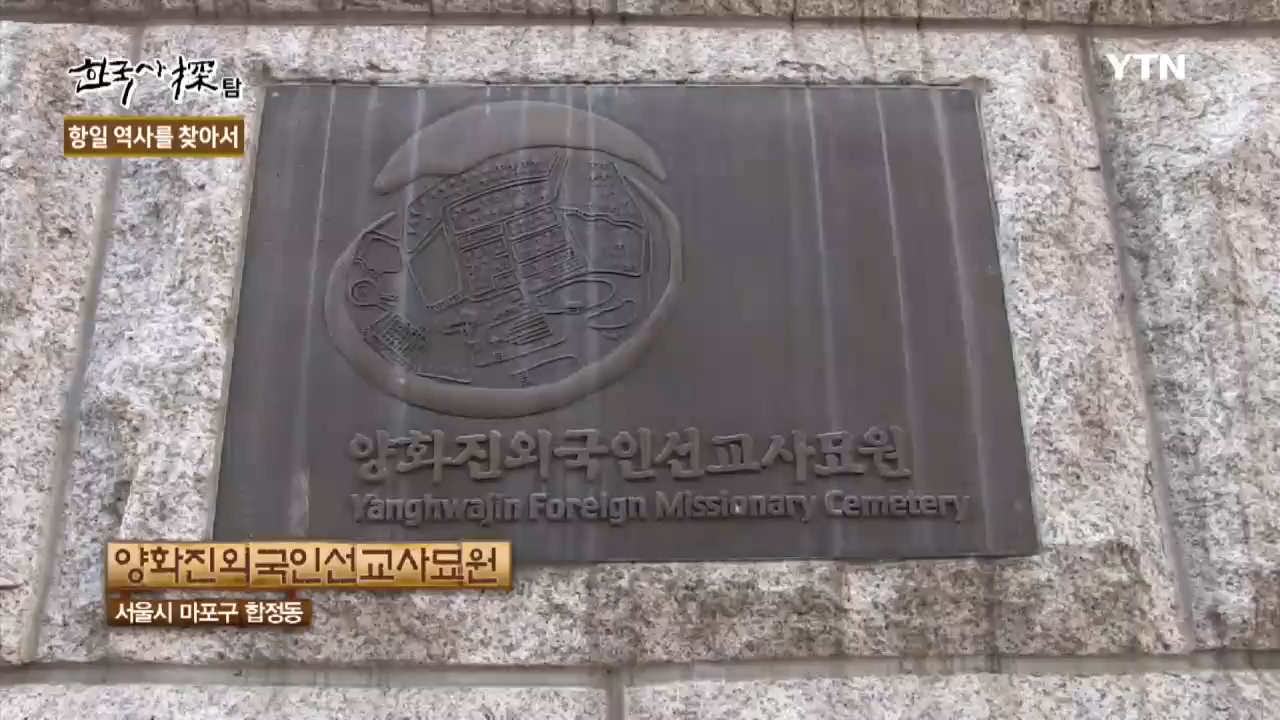 한국사 探 탐
YTN
항일 역사를 찾아서
양화진외국인선교사묘원
Yanghwajin Foreign Missionary Cemetery
양화진외국인선교사묘원
서울시 마포구 합정동